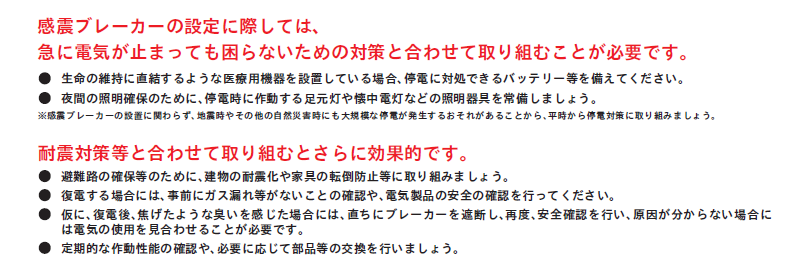 感震ブレーカーの設定に際しては、
急に電気が止まっても困らないための対策と合わせて取り組むことが必要です。
● 生命の維持に直結するような医療用機器を設置している場合、停電に対処できるバッテリー等を備えてください。
● 夜間の照明確保のために、停電時に作動する足元灯や懐中電灯などの照明器具を常備しましょう。
※感震ブレーカーの設置に関わらず、地震時やその他の自然災害時にも大規模な停電が発生するおそれがあることから、平時から停電対策に取り組みましょう。
耐震対策等と合わせて取り組むとさらに効果的です。
● 避難路の確保等のために、建物の耐震化や家具の転倒防止等に取り組みましょう。
● 復電する場合には、事前にガス漏れ等がないことの確認や、電気製品の安全の確認を行ってください。
● 仮に、復電後、焦げたような臭いを感じた場合には、直ちにブレーカーを遮断し、再度、安全確認を行い、原因が分からない場合に
は電気の使用を見合わせることが必要です。
● 定期的な作動性能の確認や、必要に応じて部品等の交換を行いましょう。